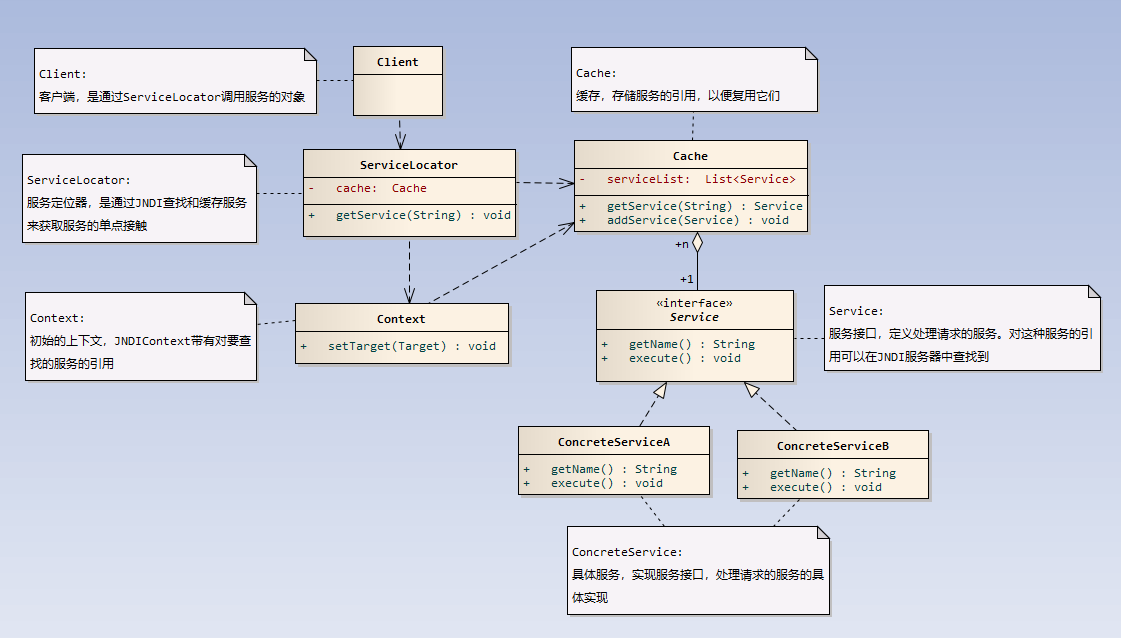 Client:
客户端，是通过ServiceLocator调用服务的对象
Client
Cache:
缓存，存储服务的引用，以便复用它们
ServiceLocator:
服务定位器，是通过JNDI查找和缓存服务
来获取服务的单点接触
ServiceLocator
- cache: Cache
+ getService(String) : void
Cache
- serviceList: List<Service>
+ getService(String) : Service
+ addService(Service) : void
+n
+1
Context:
初始的上下文，JNDIContext带有对要查
找的服务的引用
Context
+ setTarget(Target) : void
«interface»
Service
+ getName() : String
+ execute() : void
Service:
服务接口，定义处理请求的服务。对这种服务的引
用可以在JNDI服务器中查找到
ConcreteServiceA
+ getName() : String
+ execute() : void
ConcreteServiceB
+ getName() : String
+ execute() : void
ConcreteService:
具体服务，实现服务接口，处理请求的服务的具
体实现